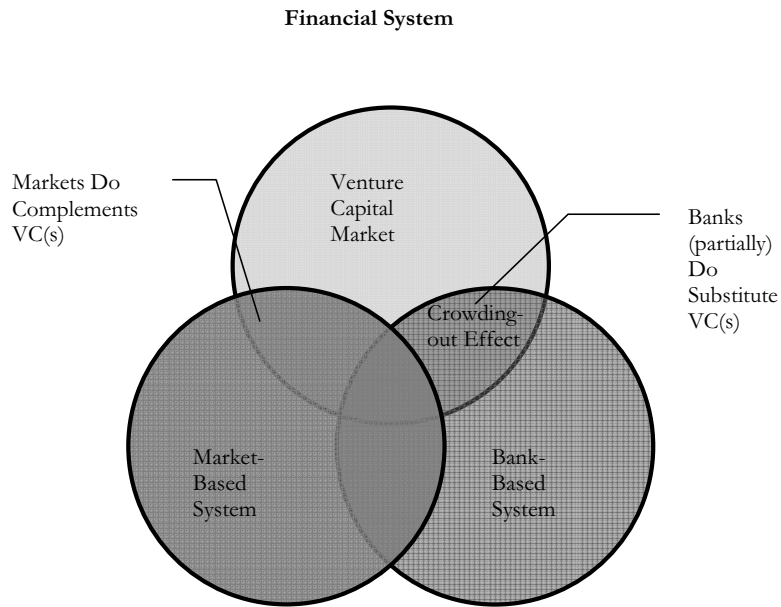 Financial System
Markets Do
Complements
VC(s)
Venture
Capital
Market
Banks
(partially)
Do
Substitute
VC(s)
Crowding-
out Effect
Market-
Based
System
Bank-
Based
System